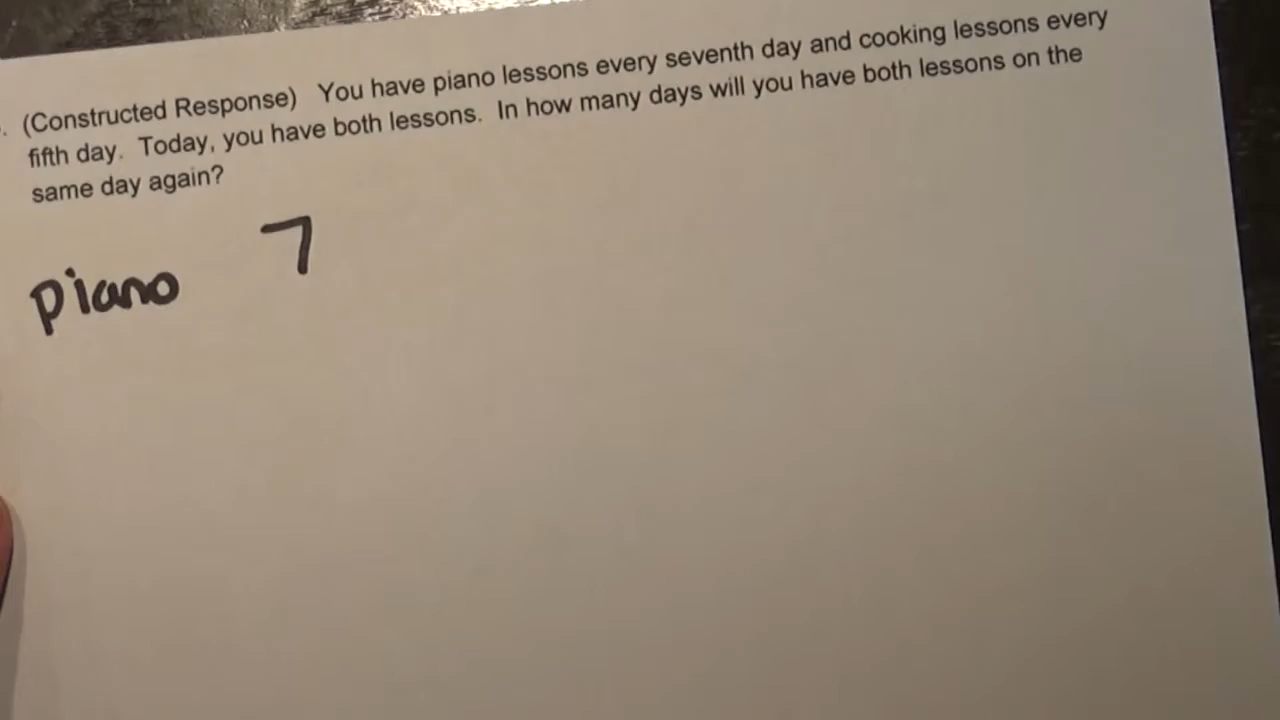 . (Constructed Response) You have piano lessons every seventh day and cooking lessons every
fifth day. Today, you have both lessons. In how many days will you have both lessons on the
same day again?
piano 7